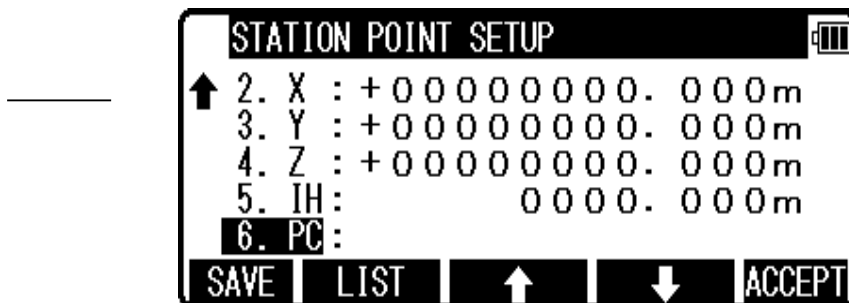 STATION POINT SETUP
2. X : +00000000. 000m
3. Y : +00000000. 000m
4. Z : +00000000. 000m
5. IH: 0000. 000m
6. PC:
SAVE LIST ↑ ↓ ACCEPT